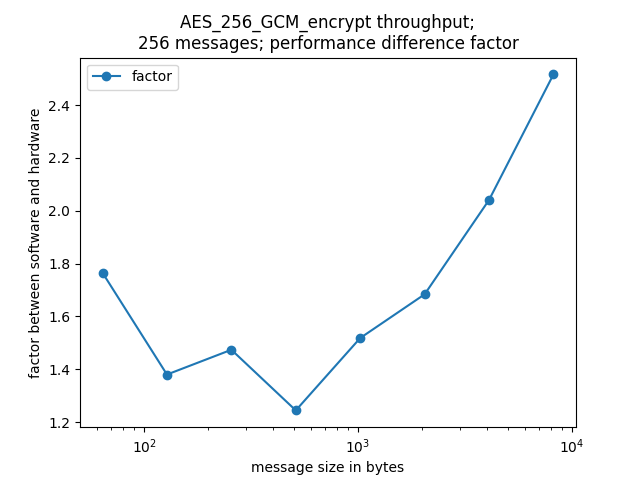 AES_256_GCM_encrypt throughput;
256 messages; performance difference factor
factor
factor between software and hardware
2.4
2.2
2.0
1.8
1.6
1.4
1.2
10²
10³
10⁴
message size in bytes